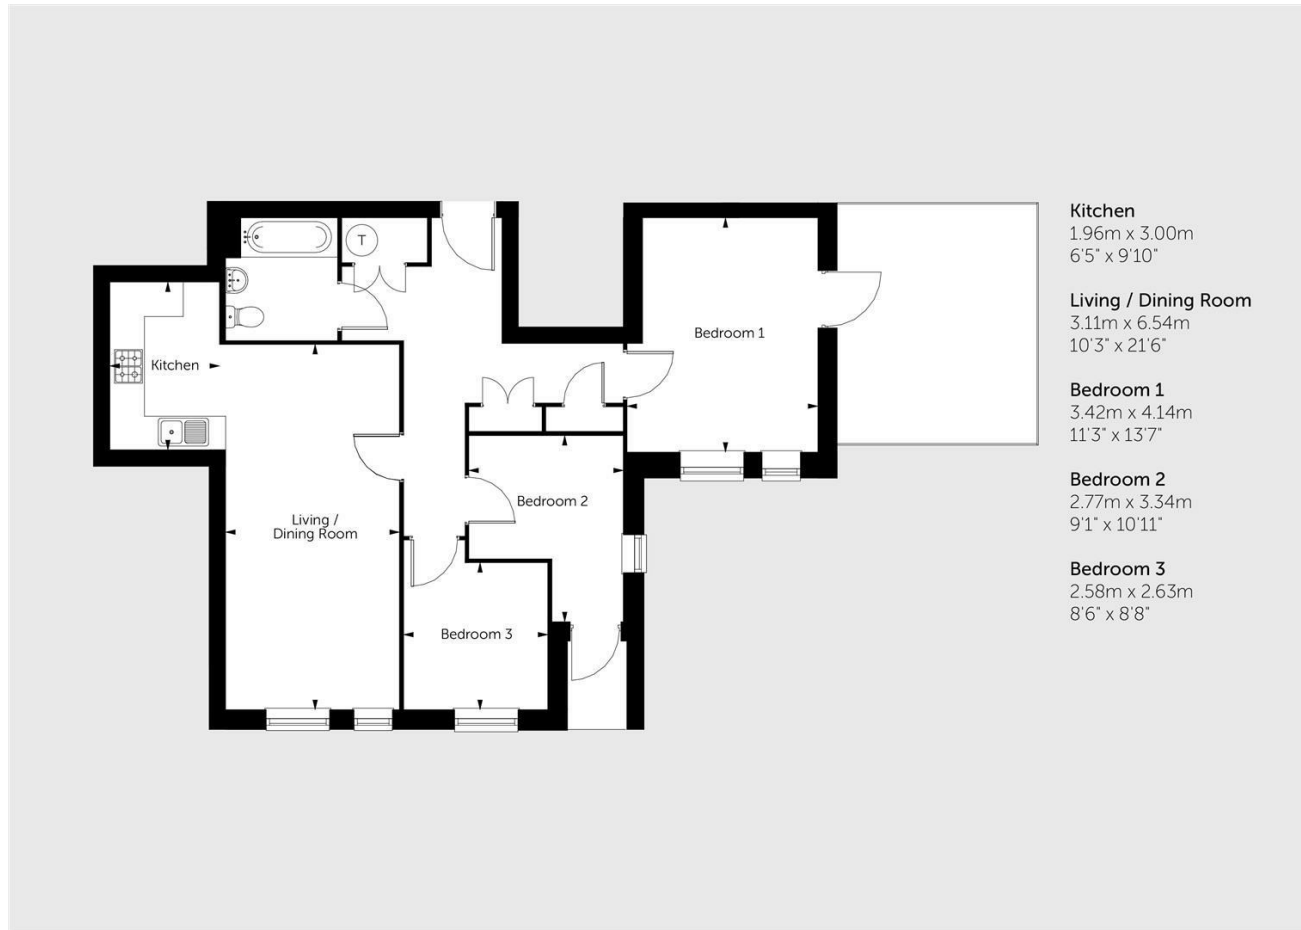 T
Kitchen
Bedroom 1
Living /
Dining Room
Bedroom 2
Bedroom 3
Kitchen
1.96m x 3.00m
6'5" x 9'10"
Living / Dining Room
3.11m x 6.54m
10'3" x 21'6"
Bedroom 1
3.42m x 4.14m
11'3" x 13'7"
Bedroom 2
2.77m x 3.34m
9'1" x 10'11"
Bedroom 3
2.58m x 2.63m
8'6" x 8'8"